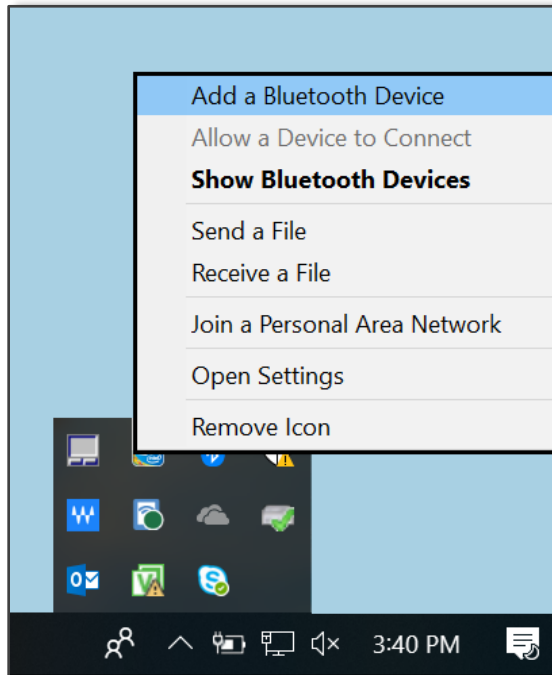 Add a Bluetooth Device
Allow a Device to Connect
Show Bluetooth Devices
Send a File
Receive a File
Join a Personal Area Network
Open Settings
Remove Icon
3:40 PM